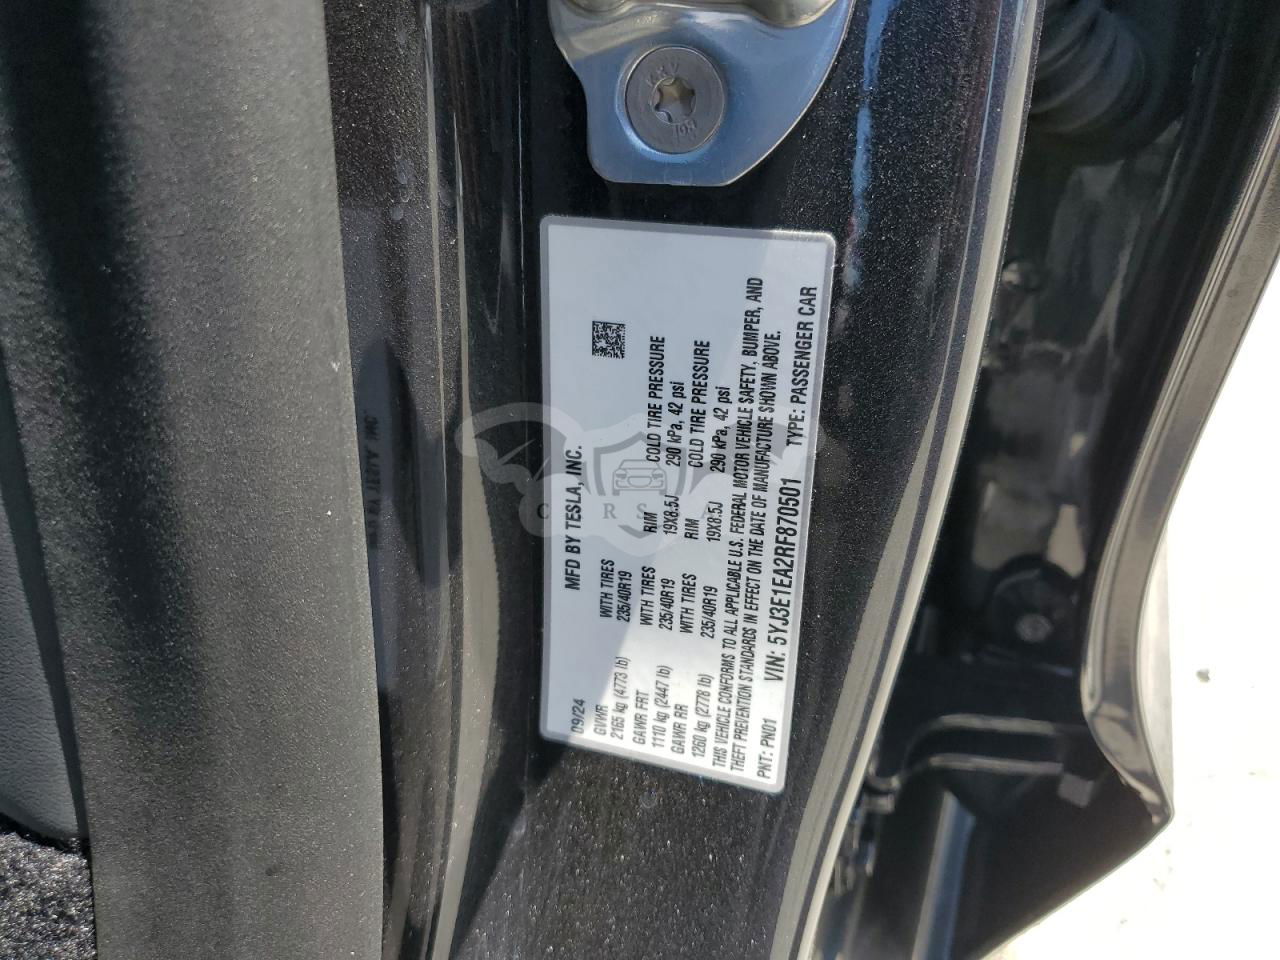 MFD BY TESLA, INC.
09/24
GVWR
2165 kg (4773 lb)
WITH TIRES
235/40R19
RIM
19X8.5J
COLD TIRE PRESSURE
290 kPa, 42 psi
GAWR FRT
1110 kg (2447 lb)
WITH TIRES
235/40R19
RIM
19X8.5J
COLD TIRE PRESSURE
290 kPa, 42 psi
GAWR RR
1260 kg (2778 lb)
WITH TIRES
235/40R19
THIS VEHICLE CONFORMS TO ALL APPLICABLE U.S. FEDERAL MOTOR VEHICLE SAFETY, BUMPER, AND
THEFT PREVENTION STANDARDS IN EFFECT ON THE DATE OF MANUFACTURE SHOWN ABOVE.
PNT: PN01
VIN: 5YJ3E1EA2RF870501
TYPE: PASSENGER CAR